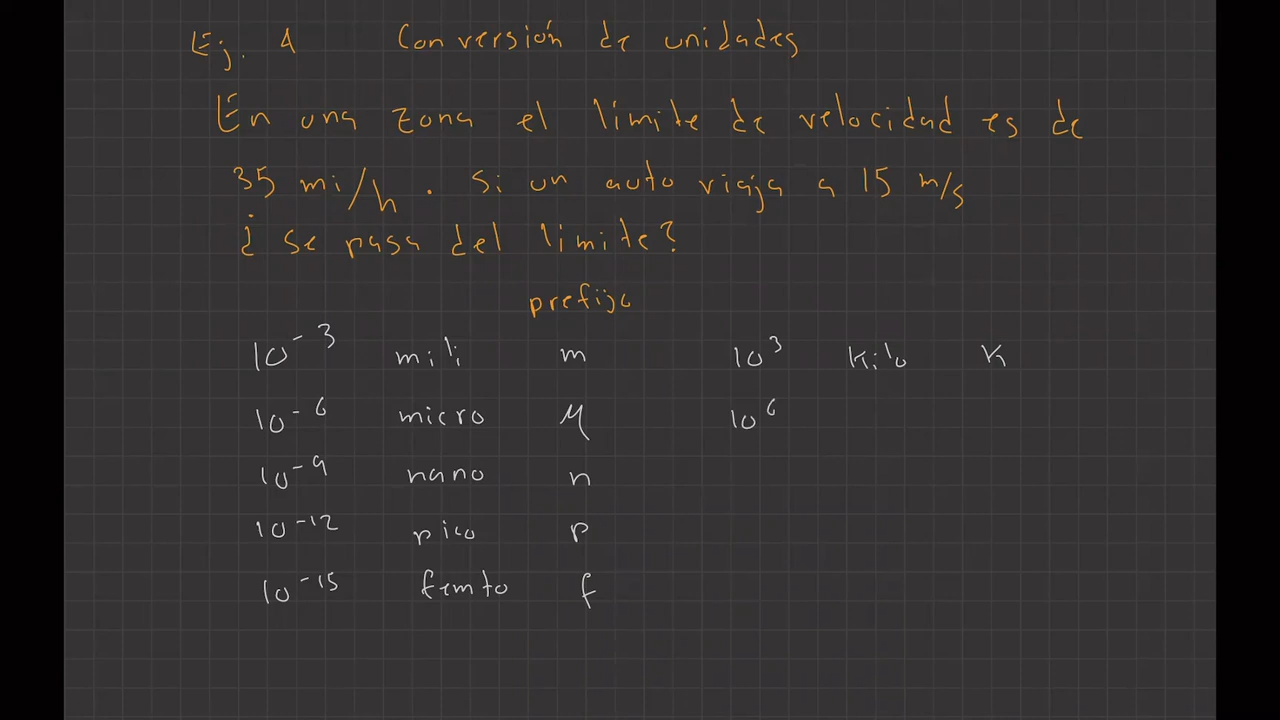 Ej. 1 Conversión de unidades
En una zona el límite de velocidad es de
35 mi/h. Si un auto viaja a 15 m/s
¿ se pasa del límite?
prefijo
10⁻³ mili m 10³ Kilo K
10⁻⁶ micro μ 10⁶
10⁻⁹ nano n
10⁻¹² pico p
10⁻¹⁵ femto f